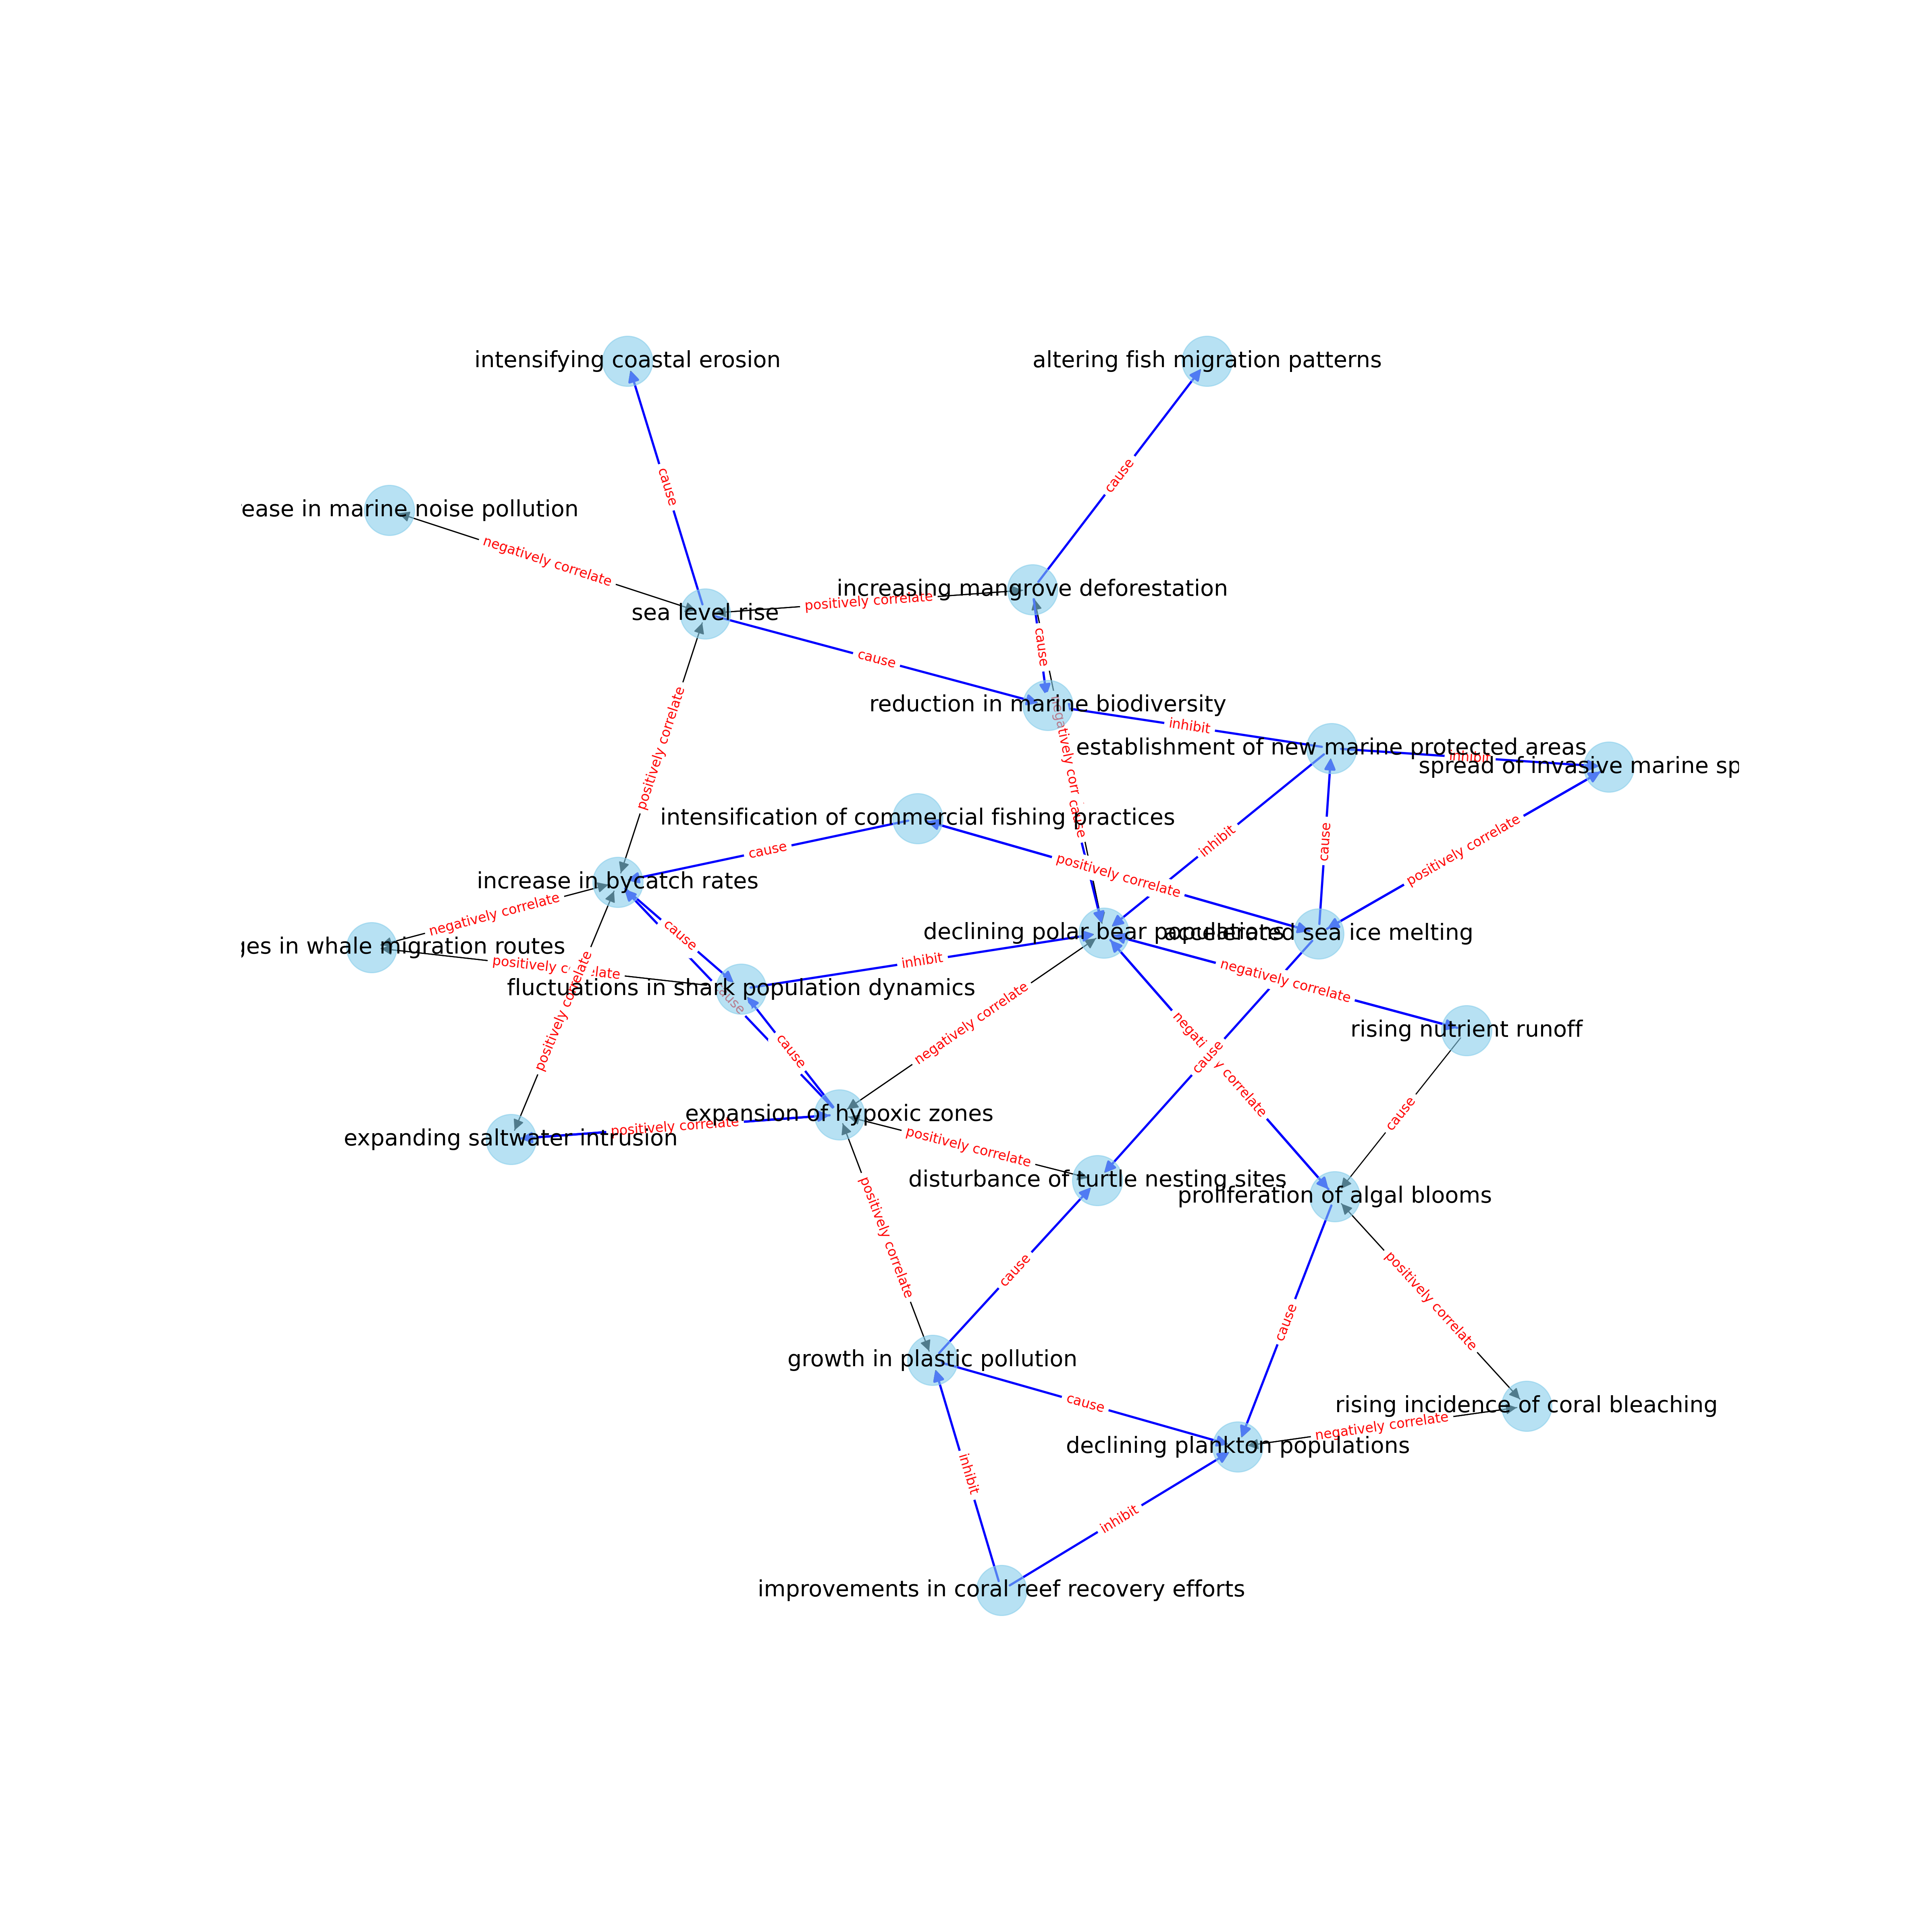 intensifying coastal erosion
altering fish migration patterns
cause
cause
ease in marine noise pollution
negatively correlate
increasing mangrove deforestation
positively correlate
sea level rise
cause
cause
reduction in marine biodiversity
inhibit
establishment of new marine protected areas
inhibit
spread of invasive marine sp
positively correlate
negatively corr
cause
intensification of commercial fishing practices
cause
inhibit
cause
positively correlate
positively correlate
increase in bycatch rates
negatively correlate
declining polar bear populations
accelerated sea ice melting
ges in whale migration routes
cause
inhibit
negatively correlate
positively correlate
fluctuations in shark population dynamics
positively correlate
negatively correlate
rising nutrient runoff
cause
cause
correlate
expansion of hypoxic zones
positively correlate
expanding saltwater intrusion
positively correlate
cause
disturbance of turtle nesting sites
proliferation of algal blooms
positively correlate
cause
cause
positively correlate
growth in plastic pollution
cause
rising incidence of coral bleaching
negatively correlate
declining plankton populations
inhibit
inhibit
improvements in coral reef recovery efforts